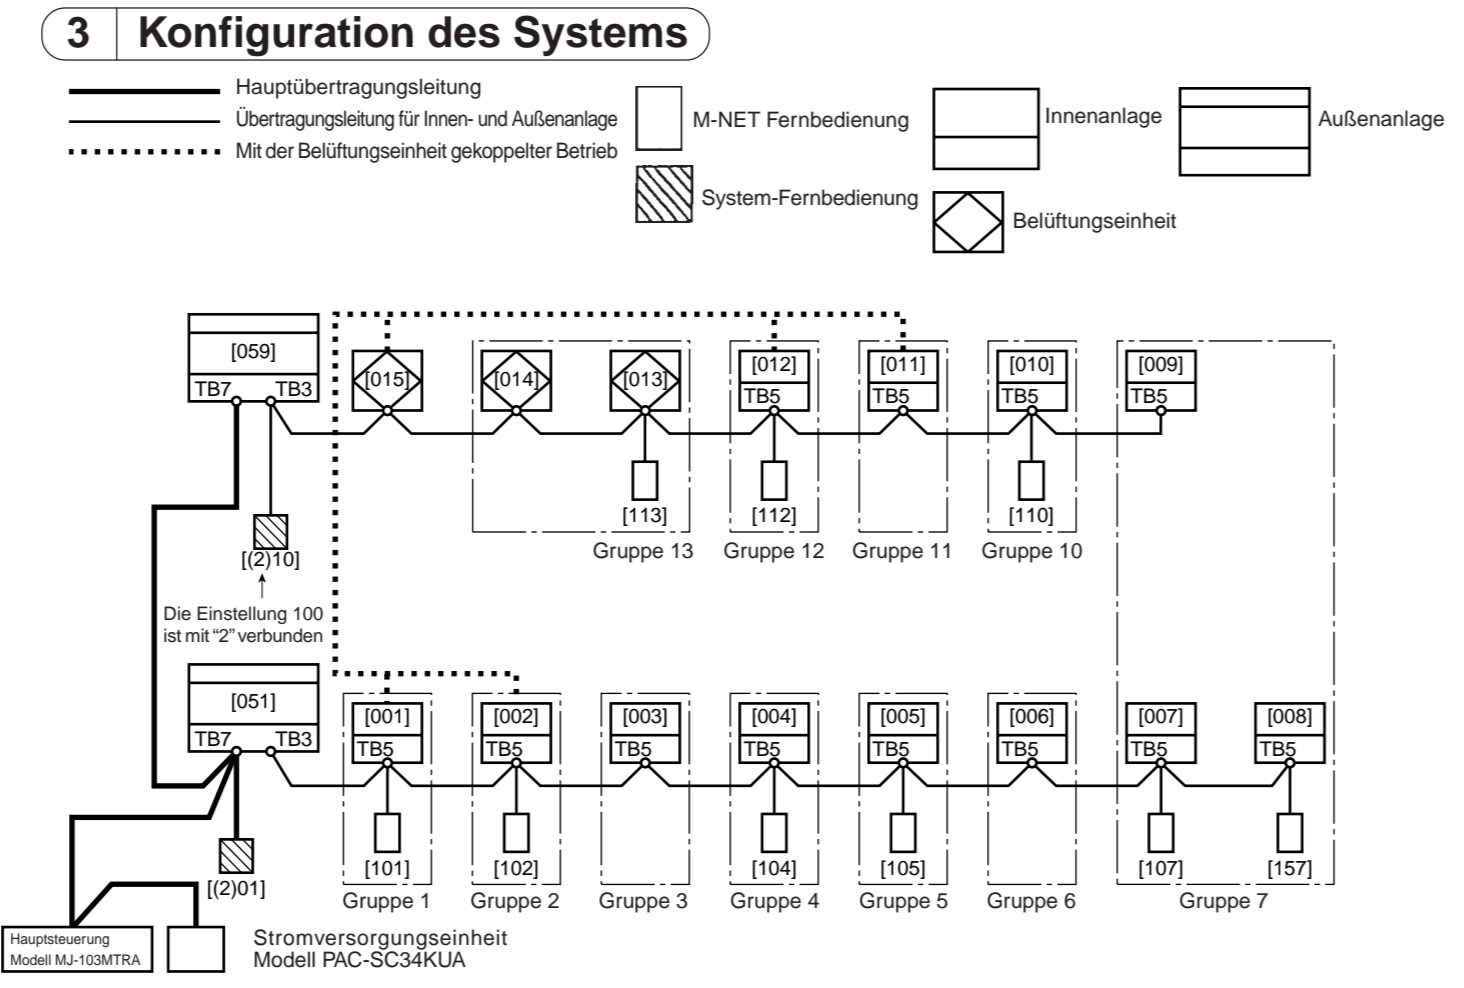 3 Konfiguration des Systems
Hauptübertragungsleitung
Übertragungsleitung für Innen- und Außenanlage
Mit der Belüftungseinheit gekoppelter Betrieb
M-NET Fernbedienung
System-Fernbedienung
Innenanlage
Belüftungseinheit
Außenanlage
[059]
TB7 TB3
[015] [014] [013] [012] [011] [010] [009]
TB5 TB5 TB5 TB5
[113] [112] [110]
Gruppe 13 Gruppe 12 Gruppe 11 Gruppe 10
[(2)10]
Die Einstellung 100
ist mit “2” verbunden
[051]
TB7 TB3
[001] [002] [003] [004] [005] [006] [007] [008]
TB5 TB5 TB5 TB5 TB5 TB5 TB5 TB5
[101] [102] [104] [105] [107] [157]
[(2)01]
Gruppe 1 Gruppe 2 Gruppe 3 Gruppe 4 Gruppe 5 Gruppe 6 Gruppe 7
Hauptsteuerung
Modell MJ-103MTRA
Stromversorgungseinheit
Modell PAC-SC34KUA